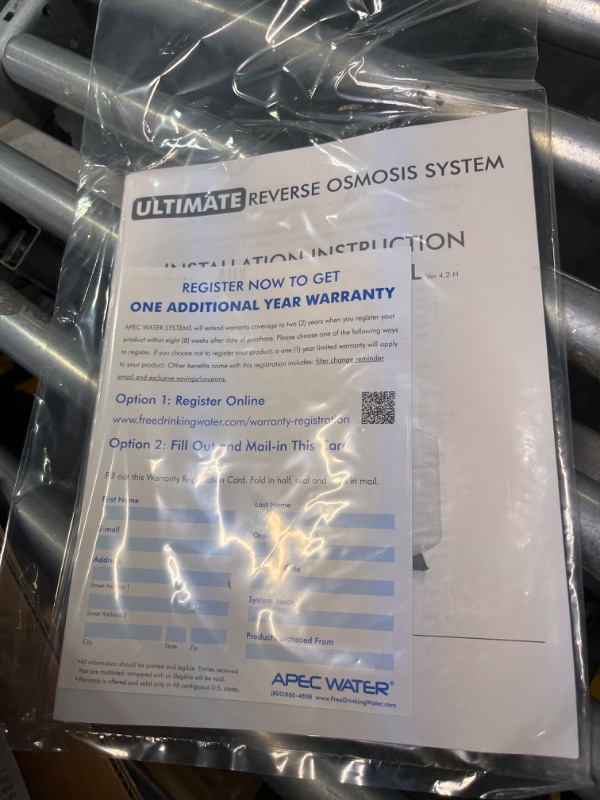 ULTIMATE REVERSE OSMOSIS SYSTEM
INSTALLATION INSTRUCTION
L Ver 4.2-H
REGISTER NOW TO GET
ONE ADDITIONAL YEAR WARRANTY
APEC WATER SYSTEMS will extend warranty coverage to two (2) years when you register your
product within eight (8) weeks after date of purchase. Please choose one of the following ways
to register. If you choose not to register your product, a one (1) year limited warranty will apply
to your product. Other benefits come with this registration includes: filter change reminder
email and exclusive savings/coupons.
Option 1: Register Online
www.freedrinkingwater.com/warranty-registration
Option 2: Fill Out and Mail-in This Card
Fill out this Warranty Registration Card. Fold in half, seal and in mail.
First Name
Last Name
E-mail
Address
Street Address 1
System Model
Street Address 2
Product Purchased From
City State Zip
•All information should be printed and legible. Entries received
that are mutilated, tampered with or illegible will be void.
•Warranty is offered and valid only in 48 contiguous U.S. states.
APEC WATER®
(800)880-4808 www.FreeDrinkingWater.com